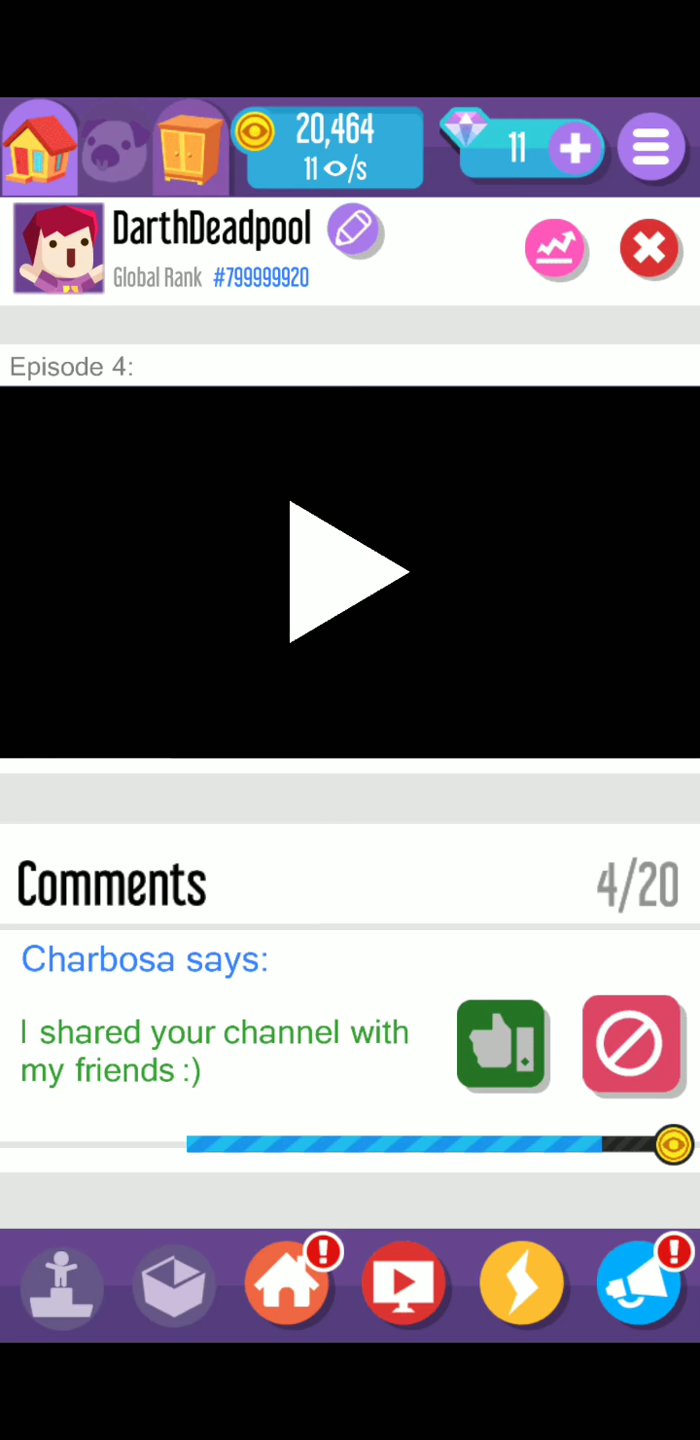 20,464
11 /s
11
DarthDeadpool
Global Rank #799999920
Episode 4:
Comments 4/20
Charbosa says:
I shared your channel with
my friends :)